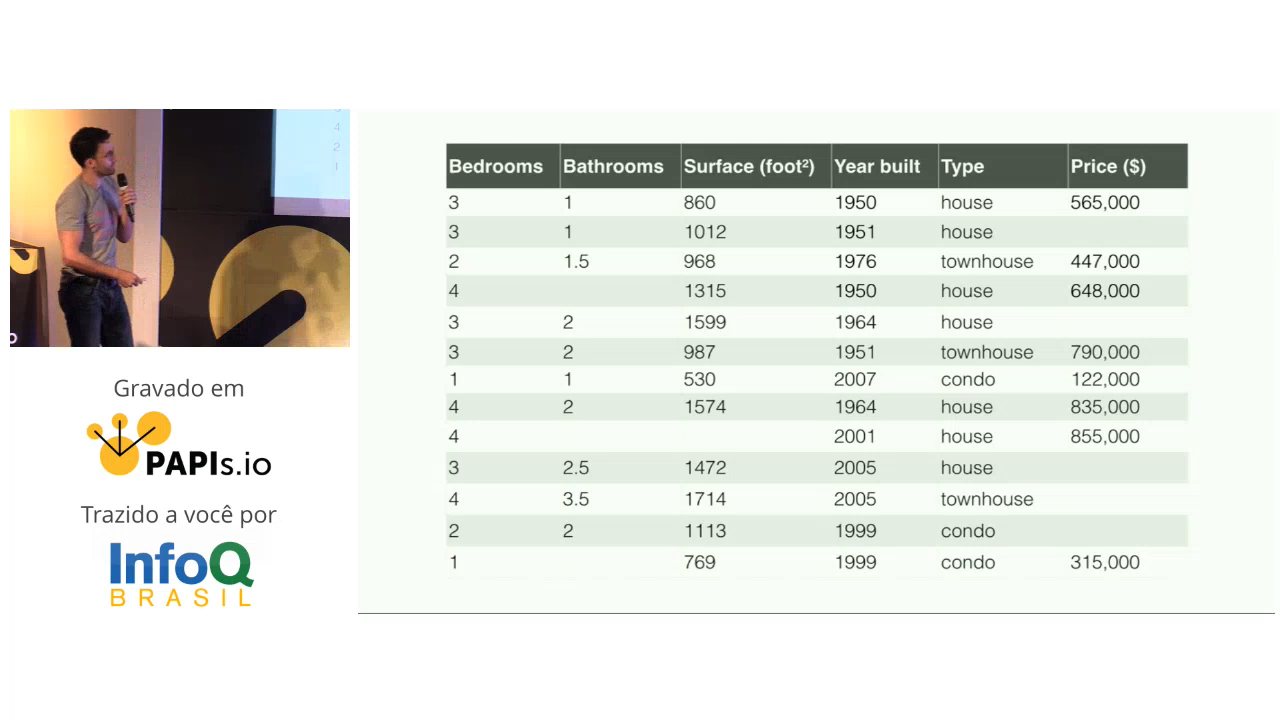 4
2
1
Gravado em
PAPIs.io
Trazido a você por
InfoQ
BRASIL
Bedrooms Bathrooms Surface (foot²) Year built Type Price ($)
3 1 860 1950 house 565,000
3 1 1012 1951 house
2 1.5 968 1976 townhouse 447,000
4 1315 1950 house 648,000
3 2 1599 1964 house
3 2 987 1951 townhouse 790,000
1 1 530 2007 condo 122,000
4 2 1574 1964 house 835,000
4 2001 house 855,000
3 2.5 1472 2005 house
4 3.5 1714 2005 townhouse
2 2 1113 1999 condo
1 769 1999 condo 315,000